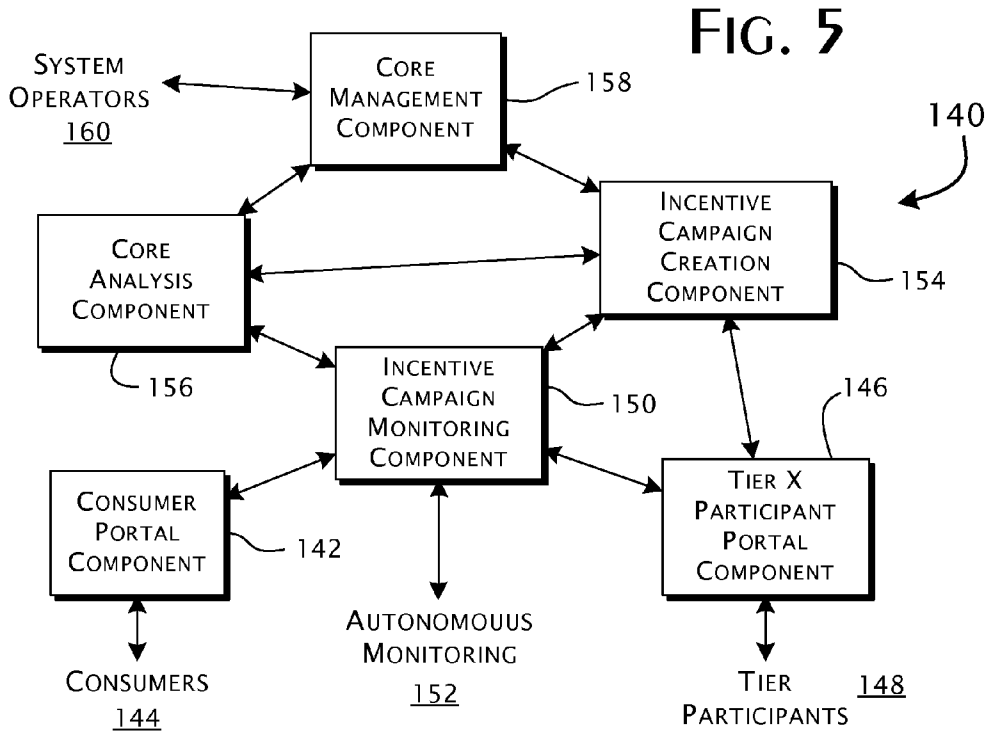 FIG. 5
SYSTEM
OPERATORS
160
CORE
MANAGEMENT
COMPONENT
158
140
CORE
ANALYSIS
COMPONENT
156
INCENTIVE
CAMPAIGN
CREATION
COMPONENT
154
INCENTIVE
CAMPAIGN
MONITORING
COMPONENT
150
146
CONSUMER
PORTAL
COMPONENT
142
TIER X
PARTICIPANT
PORTAL
COMPONENT
CONSUMERS
144
AUTONOMOUUS
MONITORING
152
TIER
PARTICIPANTS
148